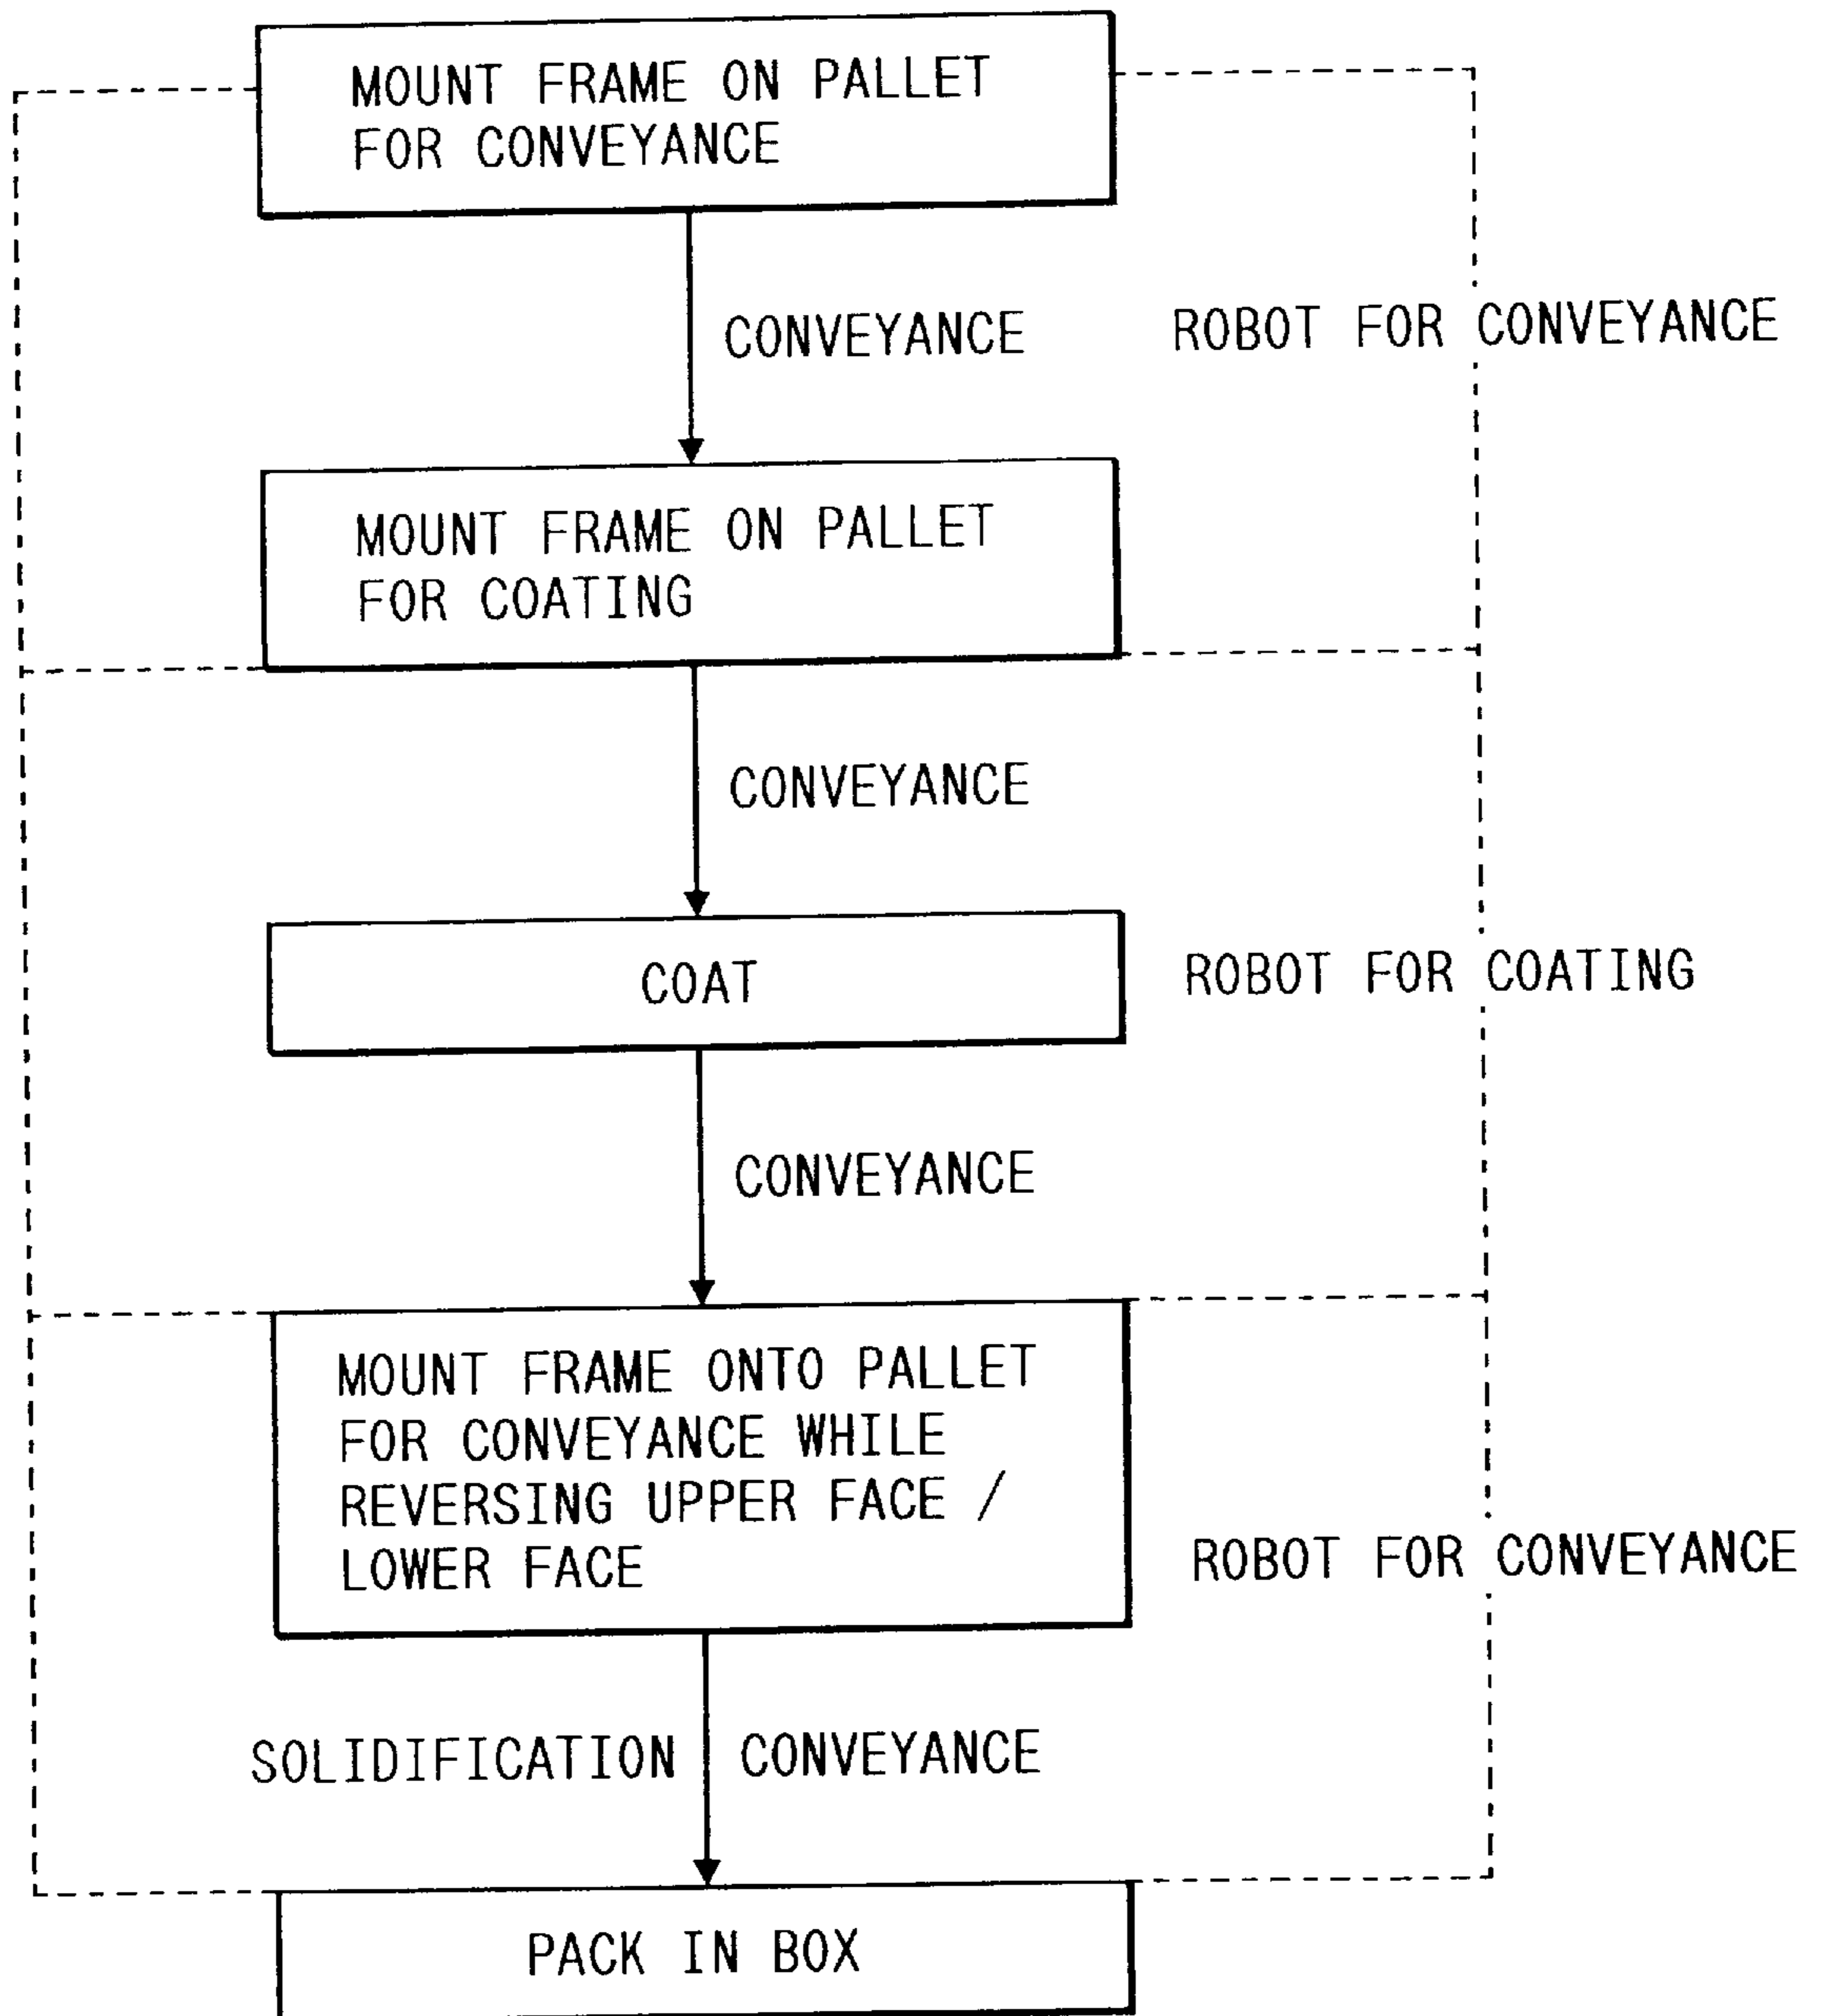 MOUNT FRAME ON PALLET
FOR CONVEYANCE
CONVEYANCE
ROBOT FOR CONVEYANCE
MOUNT FRAME ON PALLET
FOR COATING
CONVEYANCE
COAT
ROBOT FOR COATING
CONVEYANCE
MOUNT FRAME ONTO PALLET
FOR CONVEYANCE WHILE
REVERSING UPPER FACE /
LOWER FACE
ROBOT FOR CONVEYANCE
SOLIDIFICATION
CONVEYANCE
PACK IN BOX